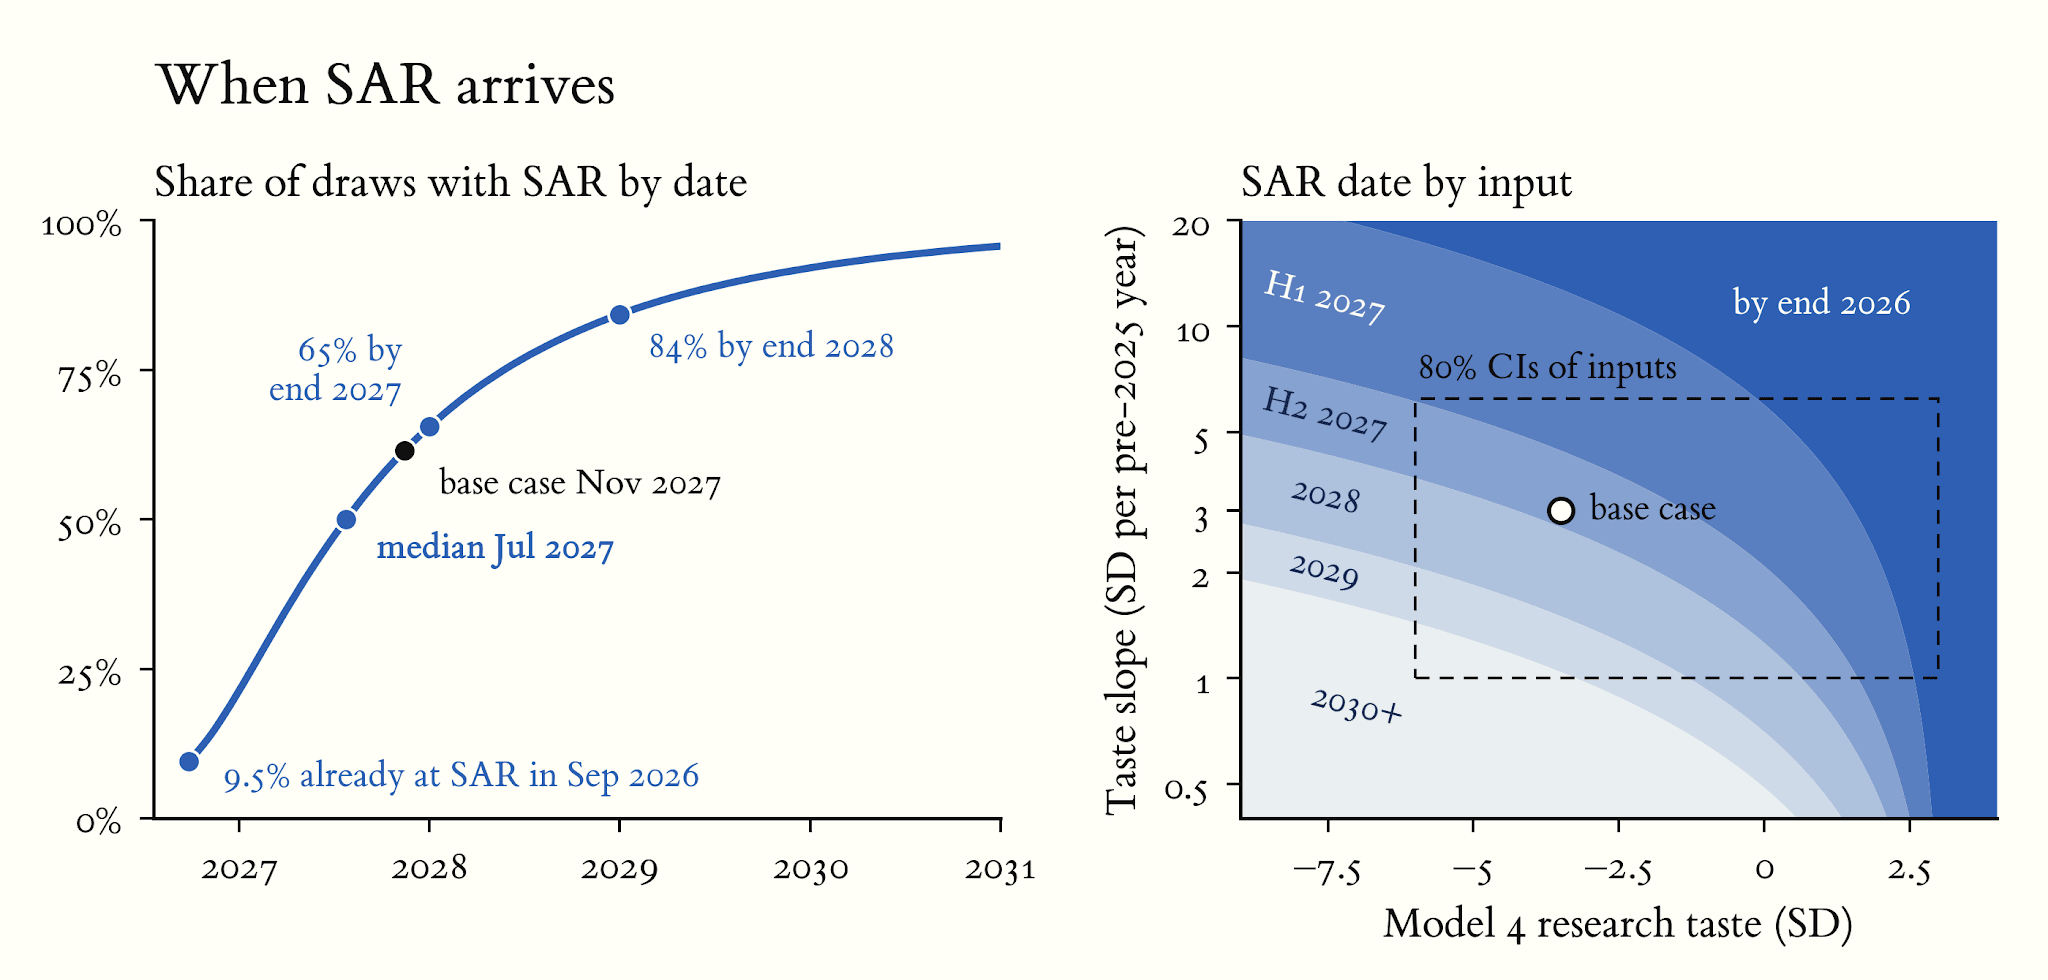 When SAR arrives
Share of draws with SAR by date
100%
75%
50%
25%
0%
65% by
end 2027
84% by end 2028
base case Nov 2027
median Jul 2027
9.5% already at SAR in Sep 2026
2027
2028
2029
2030
2031
SAR date by input
Taste slope (SD per pre-2025 year)
20
10
5
3
2
1
0.5
H1 2027
by end 2026
80% CIs of inputs
H2 2027
2028
base case
2029
2030+
−7.5
−5
−2.5
0
2.5
Model 4 research taste (SD)